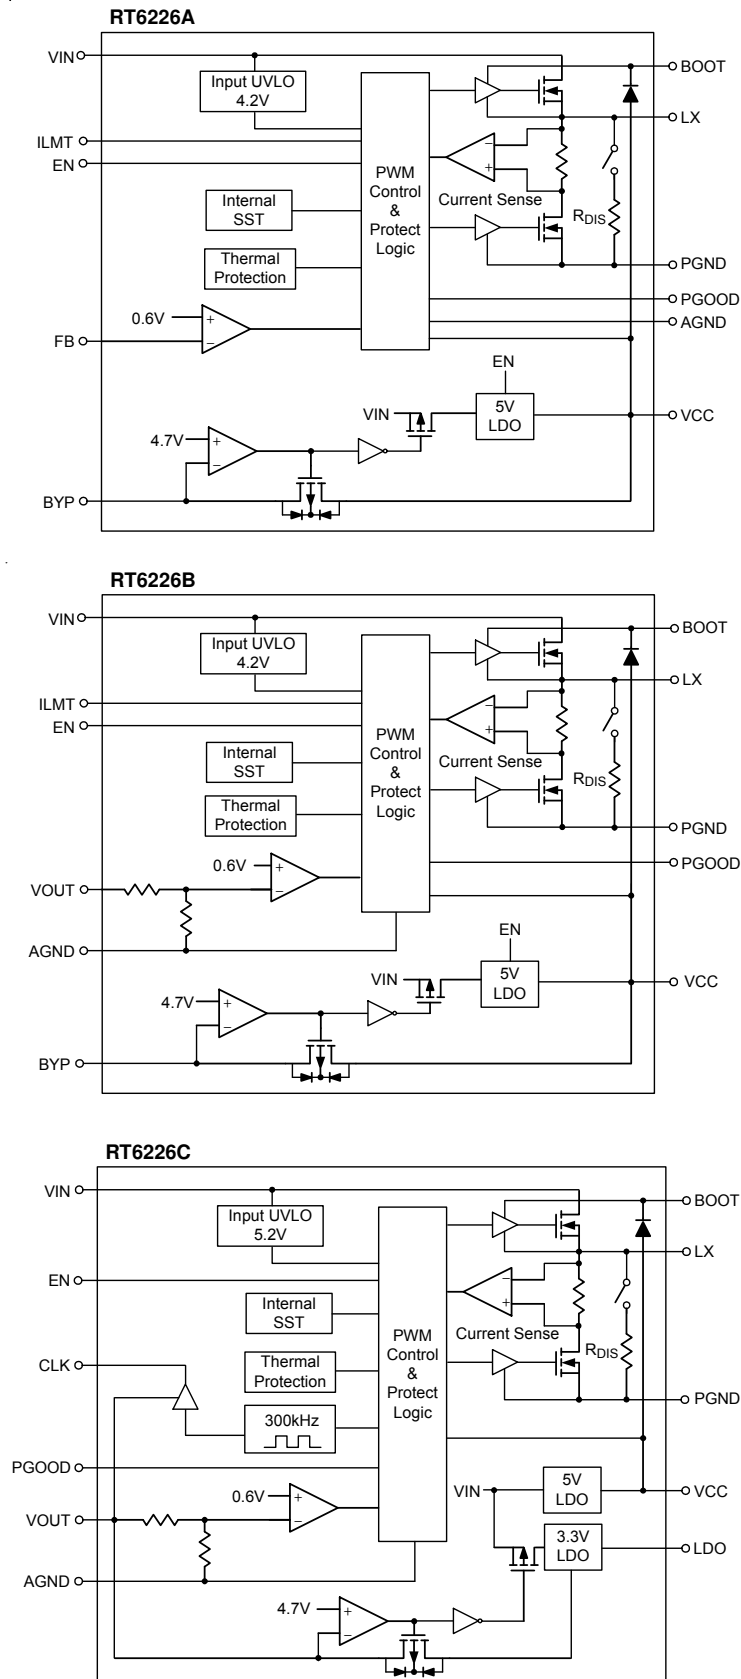 RT6226A
VIN
BOOT
Input UVLO
4.2V
LX
ILMT
EN
PWM
Control
&
Protect
Logic
Current Sense
Internal
SST
RDIS
Thermal
Protection
PGND
PGOOD
0.6V
AGND
FB
EN
5V
LDO
VIN
VCC
4.7V
BYP
RT6226B
VIN
BOOT
Input UVLO
4.2V
LX
ILMT
EN
PWM
Control
&
Protect
Logic
Current Sense
Internal
SST
RDIS
Thermal
Protection
PGND
PGOOD
0.6V
VOUT
AGND
EN
5V
LDO
VIN
VCC
4.7V
BYP
RT6226C
VIN
BOOT
Input UVLO
5.2V
LX
EN
Internal
SST
PWM
Control
&
Protect
Logic
Current Sense
RDIS
CLK
Thermal
Protection
PGND
300kHz
PGOOD
VIN
5V
LDO
VCC
0.6V
VOUT
3.3V
LDO
LDO
AGND
4.7V